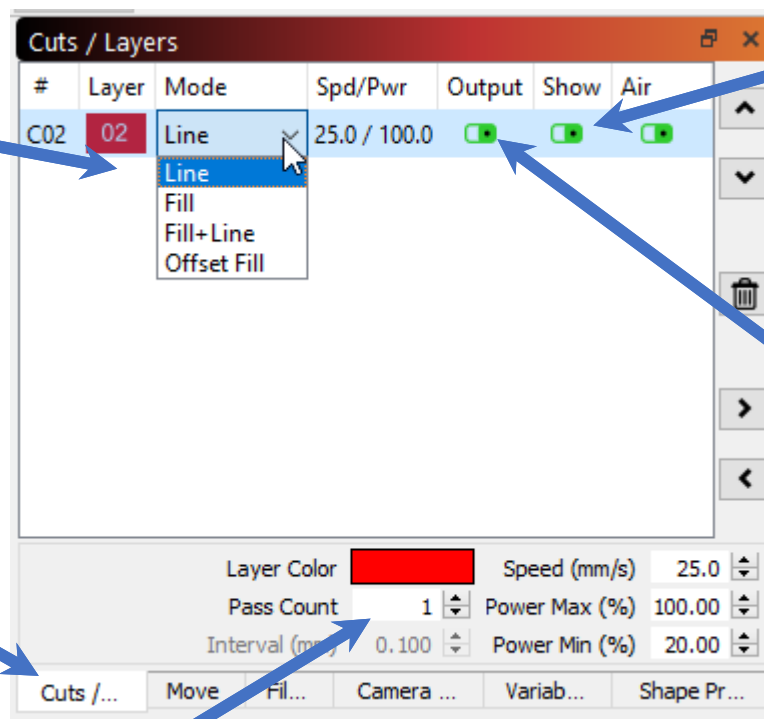 Cuts / Layers
# Layer Mode Spd/Pwr Output Show Air
C02 02 Line 25.0 / 100.0
Line
Fill
Fill+Line
Offset Fill
Layer Color Speed (mm/s) 25.0
Pass Count 1 Power Max (%) 100.00
Interval 0.100 Power Min (%) 20.00
Cuts /... Move Fil... Camera ... Variab... Shape Pr...